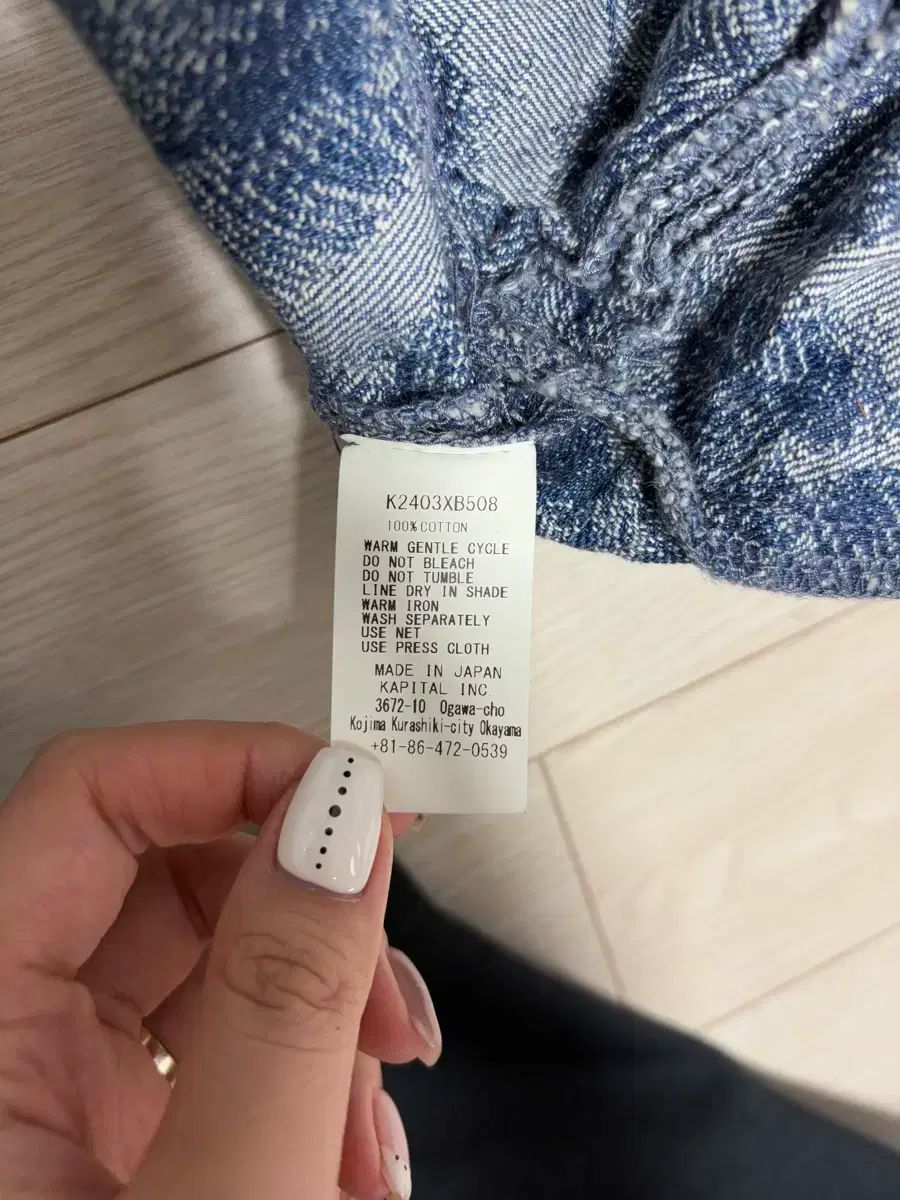 K2403XB508
100% COTTON
WARM GENTLE CYCLE
DO NOT BLEACH
DO NOT TUMBLE
LINE DRY IN SHADE
WARM IRON
WASH SEPARATELY
USE NET
USE PRESS CLOTH
MADE IN JAPAN
KAPITAL INC.
3672-10 Ogawa-cho
Kojima Kurashiki-city Okayama
+81-86-472-0539